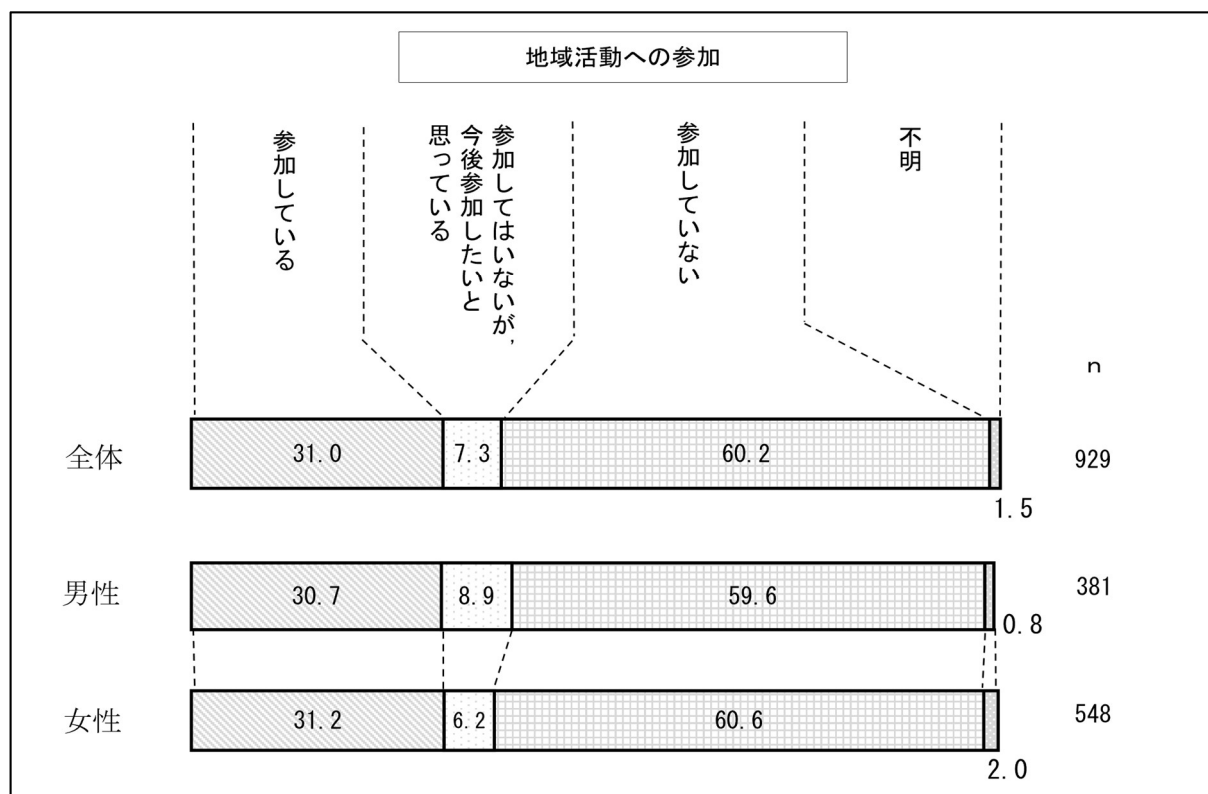 地域活動への参加
参加している
参加してはいないが,
今後参加したいと
思っている
参加していない
不明
n
全体
31.0
7.3
60.2
929
1.5
男性
30.7
8.9
59.6
381
0.8
女性
31.2
6.2
60.6
548
2.0